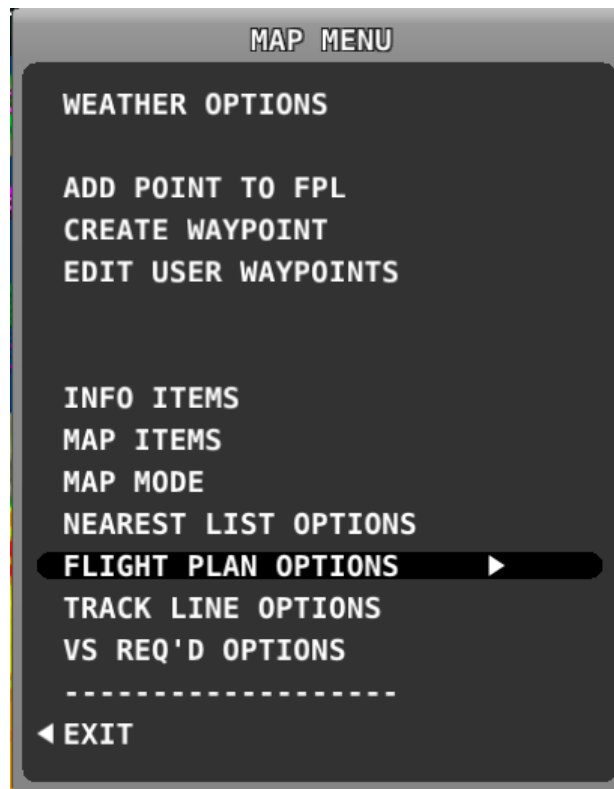 MAP MENU
WEATHER OPTIONS
ADD POINT TO FPL
CREATE WAYPOINT
EDIT USER WAYPOINTS
INFO ITEMS
MAP ITEMS
MAP MODE
NEAREST LIST OPTIONS
FLIGHT PLAN OPTIONS ▶
TRACK LINE OPTIONS
VS REQ'D OPTIONS
-------------------
◀ EXIT